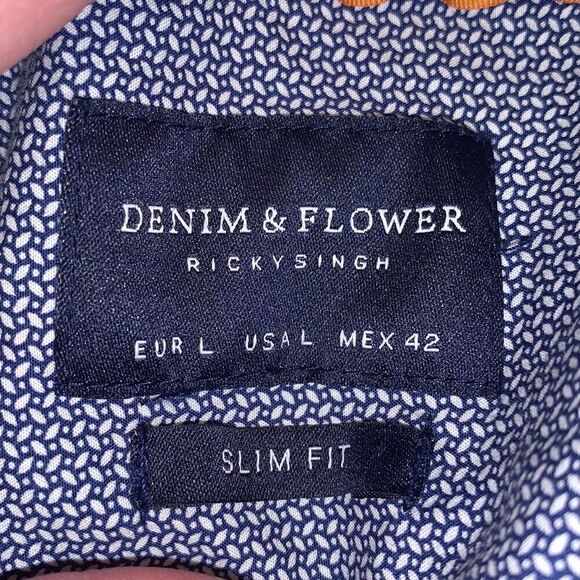 DENIM & FLOWER
RICKYSINGH
EUR L USA L MEX 42
SLIM FIT